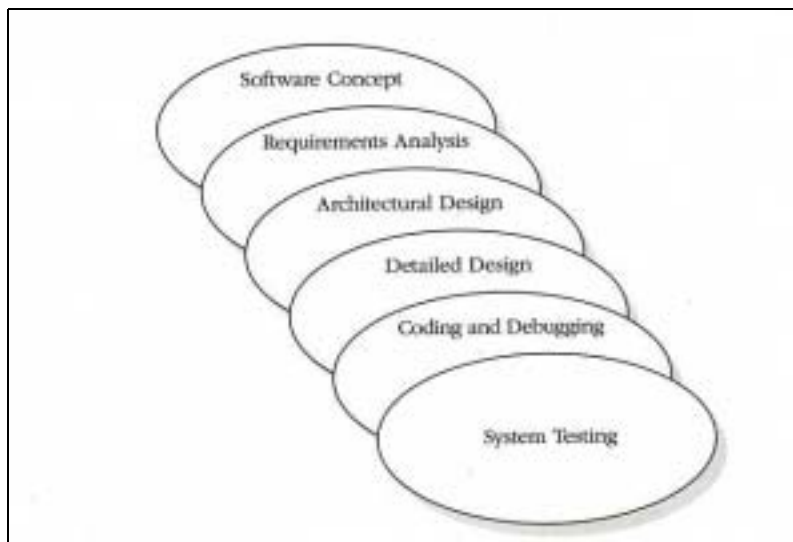 Software Concept
Requirements Analysis
Architectural Design
Detailed Design
Coding and Debugging
System Testing